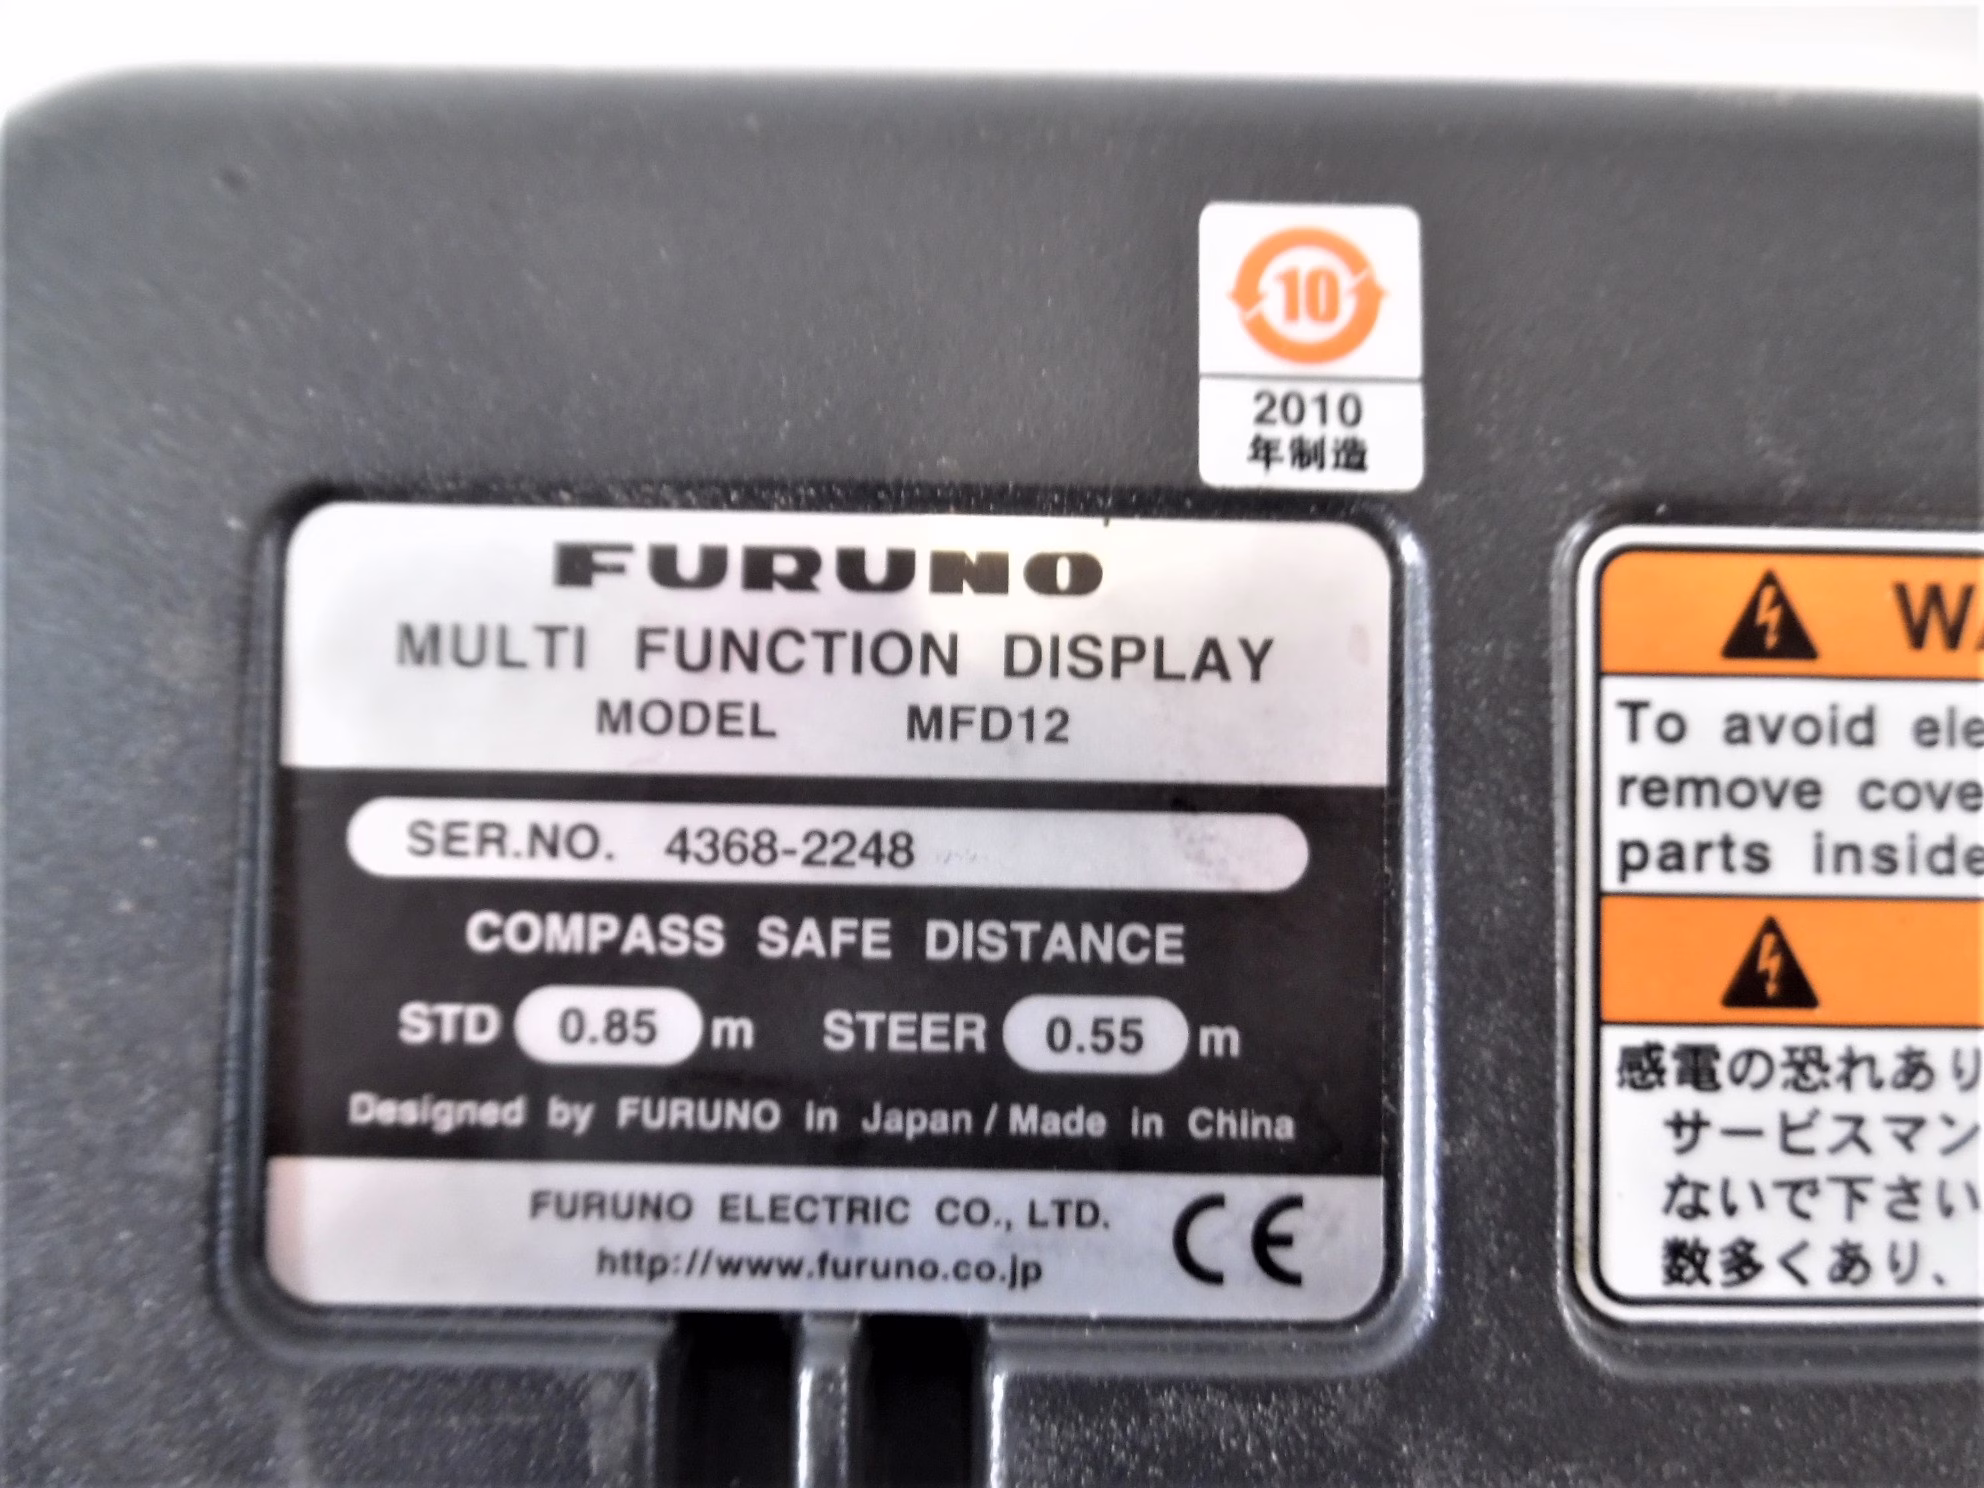 10
2010
年制造
FURUNO
MULTI FUNCTION DISPLAY
MODEL MFD12
SER.NO. 4368-2248
COMPASS SAFE DISTANCE
STD 0.85 m STEER 0.55 m
Designed by FURUNO in Japan / Made in China
FURUNO ELECTRIC CO., LTD.
http://www.furuno.co.jp
CE
To avoid
remove
parts inside
感電の恐れあり
サービスマン
ないで下さい
数多くあり、